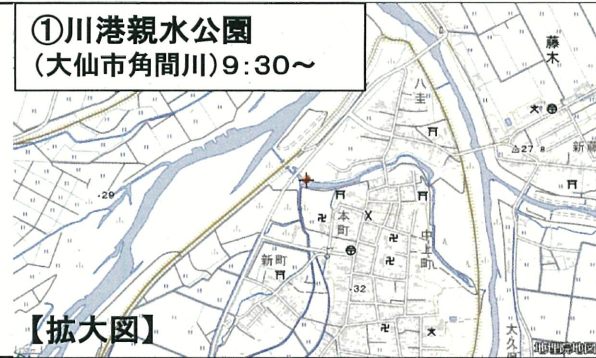 ①川港親水公園
(大仙市角間川)9:30～
藤木
八圭
27.8
新藤
29
本町
中上町
新町
32
大久
【拡大図】
地理院地図